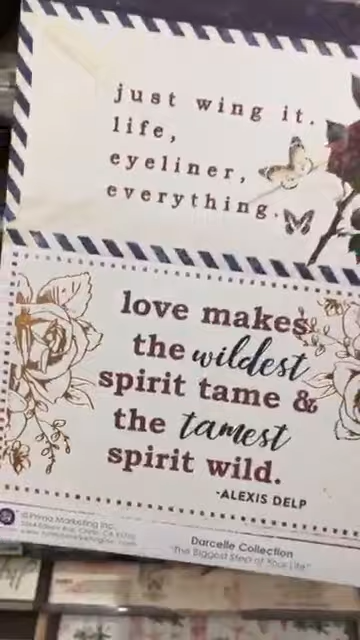 just wing it.
life,
eyeliner,
everything.
love makes
the wildest
spirit tame &
the tamest
spirit wild.
-ALEXIS DELP
© Prima Marketing Inc.
Darcelle Collection
"The Biggest Step of Your Life"